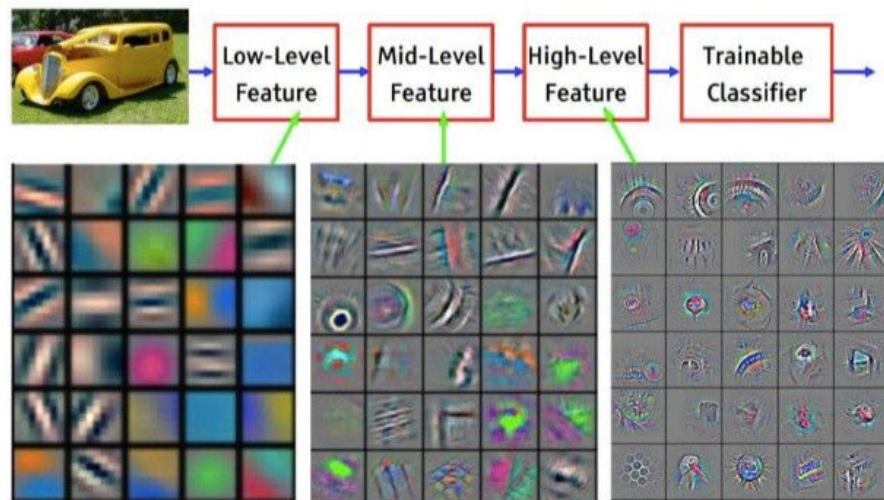 Low-Level
Feature
Mid-Level
Feature
High-Level
Feature
Trainable
Classifier